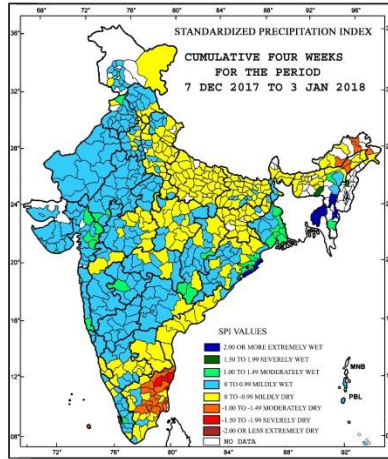 72° 76° 80° 84° 88° 92° 96°
STANDARDIZED PRECIPITATION INDEX
CUMULATIVE FOUR WEEKS
FOR THE PERIOD
7 DEC 2017 TO 3 JAN 2018
36°
32°
28°
24°
20°
16°
12°
08°
SPI VALUES
2.00 OR MORE EXTREMELY WET
1.50 TO 1.99 SEVERELY WET
1.00 TO 1.49 MODERATELY WET
0 TO 0.99 MILDLY WET
0 TO -0.99 MILDLY DRY
-1.00 TO -1.49 MODERATELY DRY
-1.50 TO -1.99 SEVERELY DRY
-2.00 OR LESS EXTREMELY DRY
NO DATA
MNB
PBL
72° 76° 80° 84° 88° 92° 96°